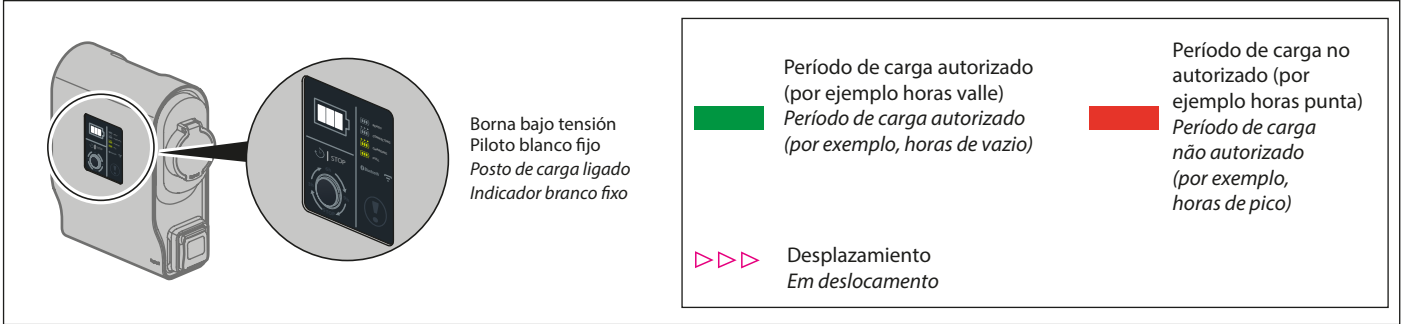 STOP
Bluetooth
Borna bajo tensión
Piloto blanco fijo
Posto de carga ligado
Indicador branco fixo
Período de carga autorizado
(por ejemplo horas valle)
Período de carga autorizado
(por exemplo, horas de vazio)
Período de carga no
autorizado (por
ejemplo horas punta)
Período de carga
não autorizado
(por exemplo,
horas de pico)
Desplazamiento
Em deslocamento